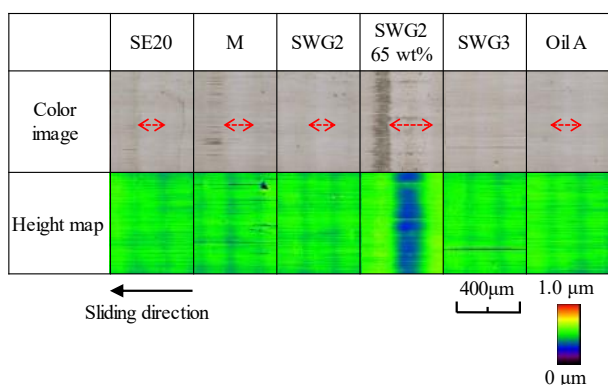 SE20 M SWG2 SWG2 65 wt% SWG3 Oil A
Color image
Height map
Sliding direction
400μm
1.0 μm
0 μm